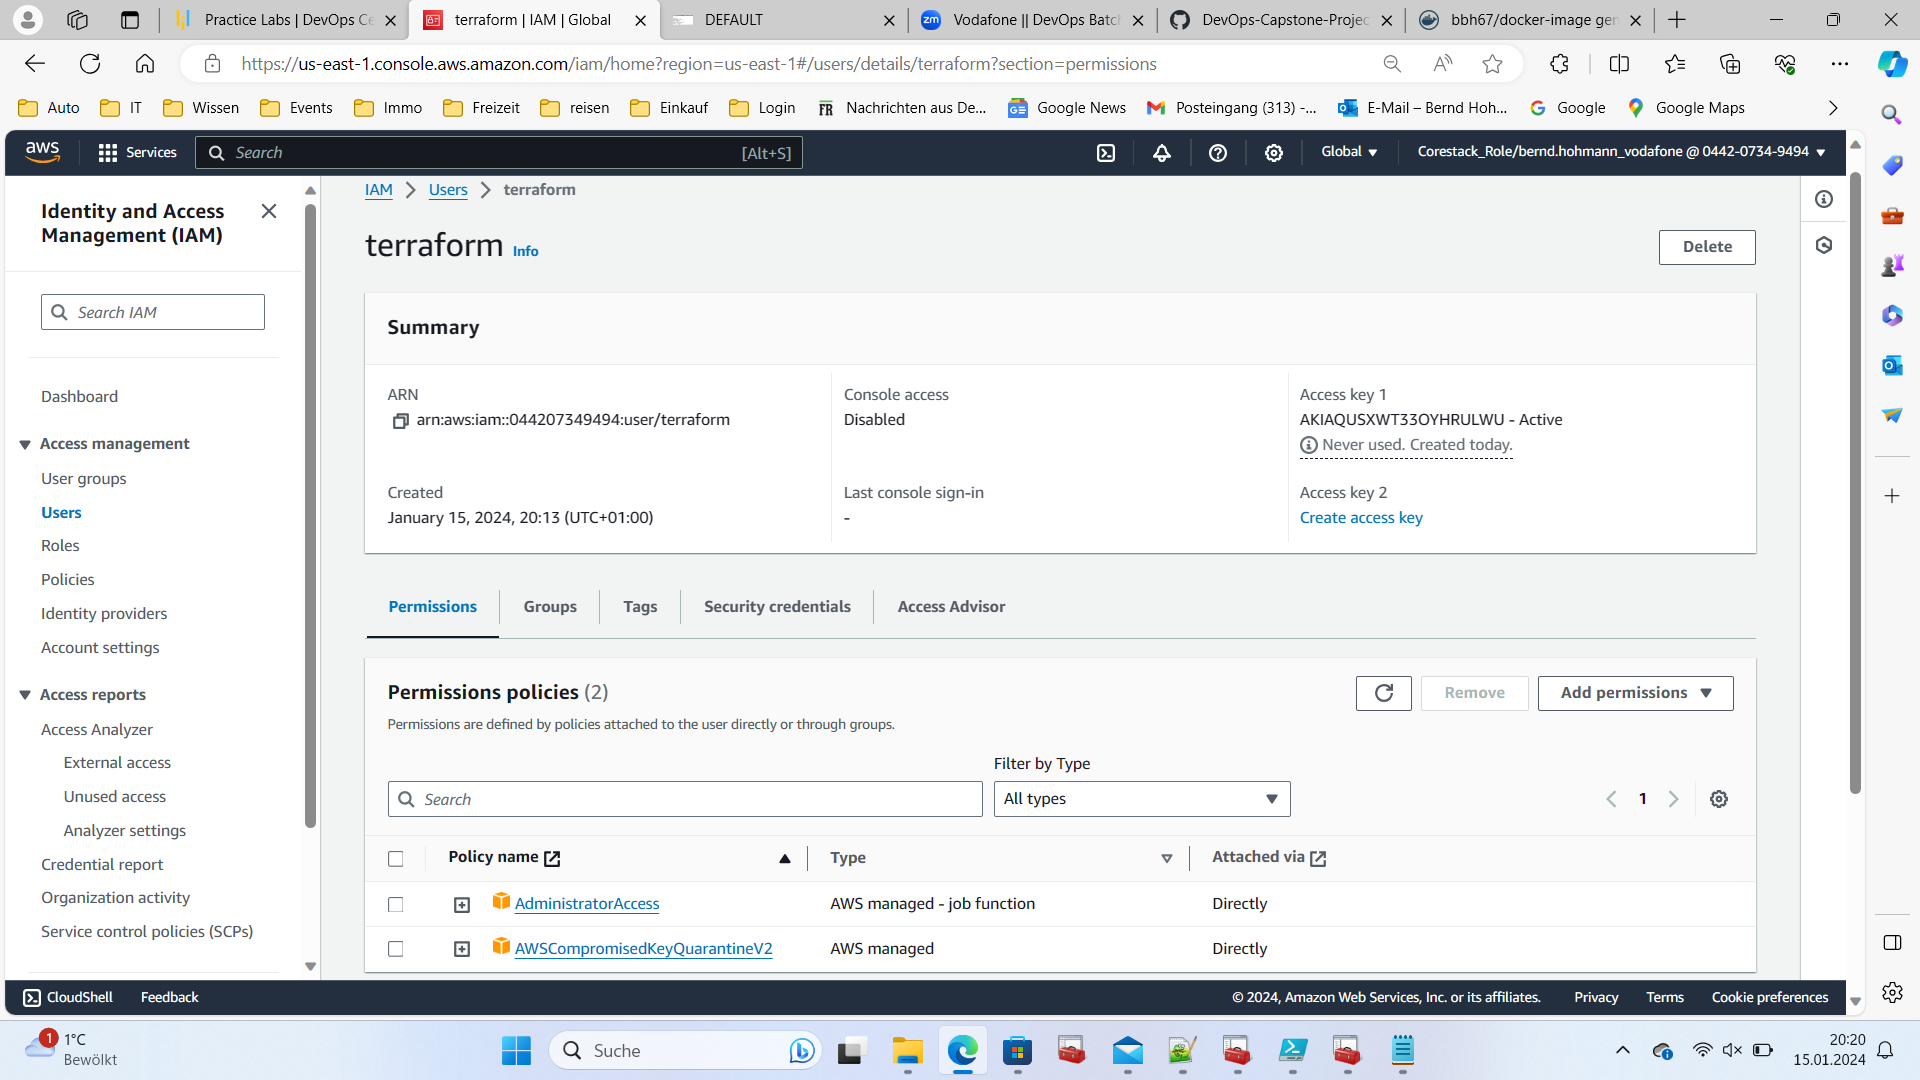 Practice Labs | DevOps Ce
terraform | IAM | Global
DEFAULT
zm
Vodafone || DevOps Batch
DevOps-Capstone-Projec
bbh67/docker-image gen
https://us-east-1.console.aws.amazon.com/iam/home?region=us-east-1#/users/details/terraform?section=permissions
Auto
IT
Wissen
Events
Immo
Freizeit
reisen
Einkauf
Login
Nachrichten aus De...
Google News
Posteingang (313) -...
E-Mail – Bernd Hoh...
Google
Google Maps
aws
Services
Search
[Alt+S]
Global
Corestack_Role/bernd.hohmann_vodafone @ 0442-0734-9494
Identity and Access
Management (IAM)
Search IAM
Dashboard
Access management
User groups
Users
Roles
Policies
Identity providers
Account settings
Access reports
Access Analyzer
External access
Unused access
Analyzer settings
Credential report
Organization activity
Service control policies (SCPs)
IAM
Users
terraform
terraform
Info
Delete
Summary
ARN
arn:aws:iam::044207349494:user/terraform
Console access
Disabled
Access key 1
AKIAQUSXWT33OYHRULWU - Active
Never used. Created today.
Created
January 15, 2024, 20:13 (UTC+01:00)
Last console sign-in
-
Access key 2
Create access key
Permissions
Groups
Tags
Security credentials
Access Advisor
Permissions policies (2)
Permissions are defined by policies attached to the user directly or through groups.
Remove
Add permissions
Filter by Type
Search
All types
1
Policy name
Type
Attached via
AdministratorAccess
AWS managed - job function
Directly
AWSCompromisedKeyQuarantineV2
AWS managed
Directly
CloudShell
Feedback
© 2024, Amazon Web Services, Inc. or its affiliates.
Privacy
Terms
Cookie preferences
1
1°C
Bewölkt
Suche
20:20
15.01.2024